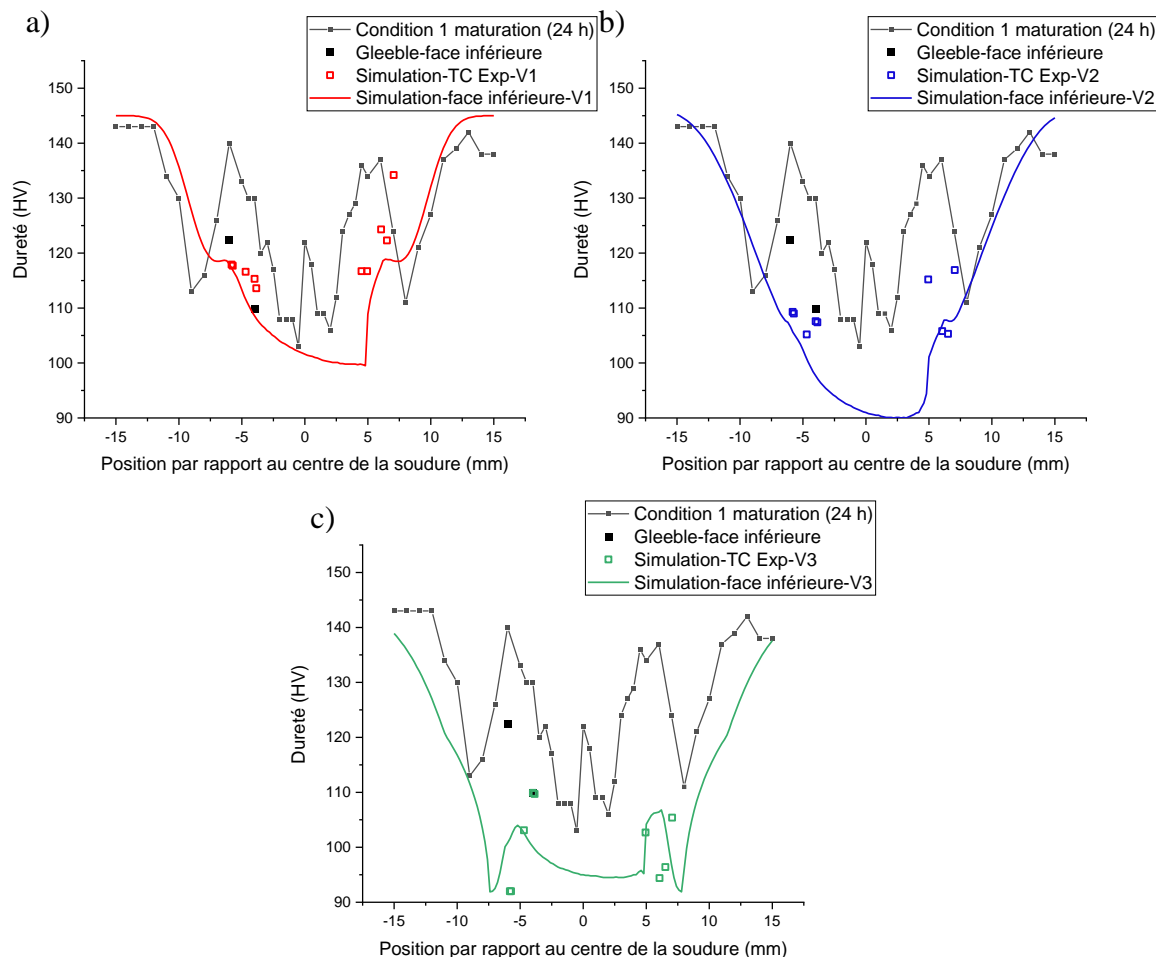 a)
Condition 1 maturation (24 h)
Gleeble-face inférieure
Simulation-TC Exp-V1
Simulation-face inférieure-V1
150
140
130
120
110
100
90
Dureté (HV)
-15 -10 -5 0 5 10 15
Position par rapport au centre de la soudure (mm)
b)
Condition 1 maturation (24 h)
Gleeble-face inférieure
Simulation-TC Exp-V2
Simulation-face inférieure-V2
150
140
130
120
110
100
90
Dureté (HV)
-15 -10 -5 0 5 10 15
Position par rapport au centre de la soudure (mm)
c)
Condition 1 maturation (24 h)
Gleeble-face inférieure
Simulation-TC Exp-V3
Simulation-face inférieure-V3
150
140
130
120
110
100
90
Dureté (HV)
-15 -10 -5 0 5 10 15
Position par rapport au centre de la soudure (mm)